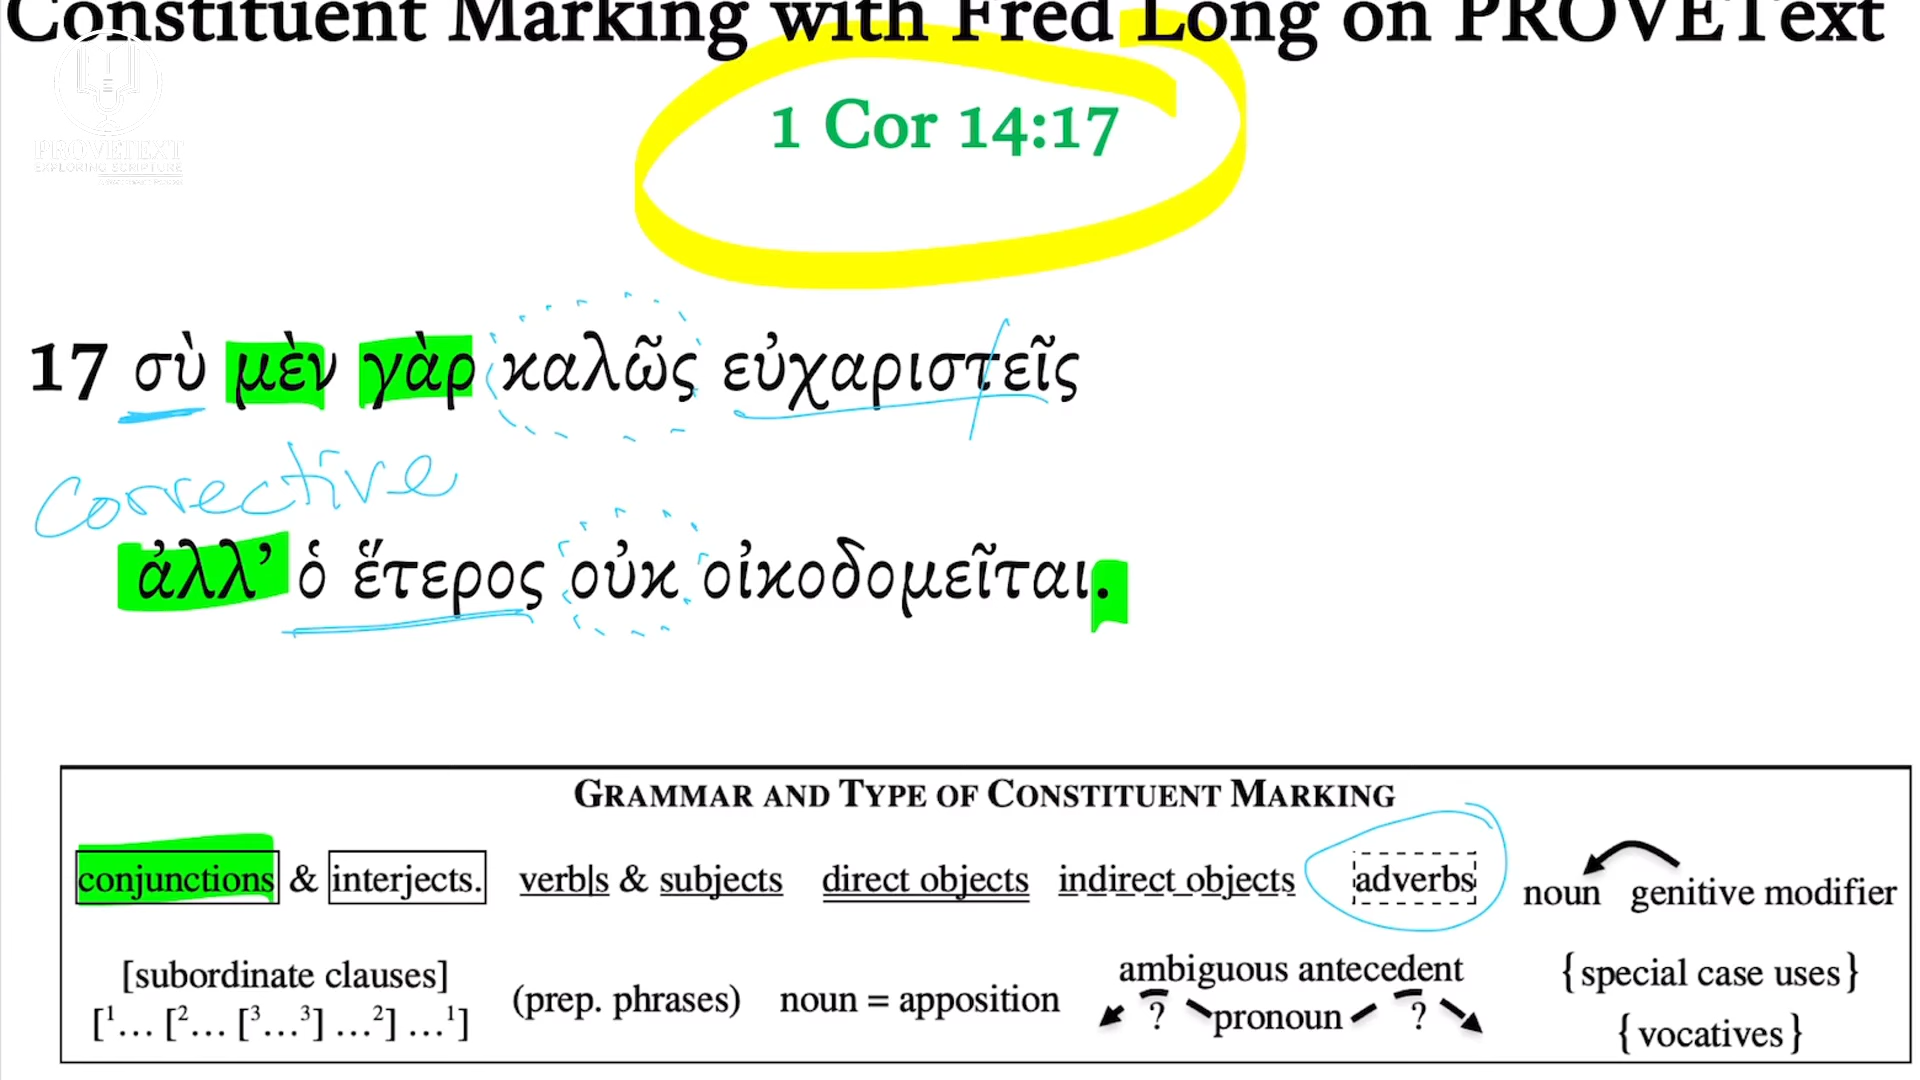 Constituent Marking with Fred Long on PROVEText
PROVETEXT
EXPLORING SCRIPTURE
1 Cor 14:17
17 σὺ μὲν γὰρ καλῶς εὐχαριστεῖς
corrective
ἀλλ’ ὁ ἕτερος οὐκ οἰκοδομεῖται.
GRAMMAR AND TYPE OF CONSTITUENT MARKING
conjunctions & interjects. verb|s & subjects direct objects indirect objects adverbs noun genitive modifier
[subordinate clauses] (prep. phrases) noun = apposition ambiguous antecedent {special case uses}
[¹… [²… [³…³] …²] …¹] ? pronoun ? {vocatives}